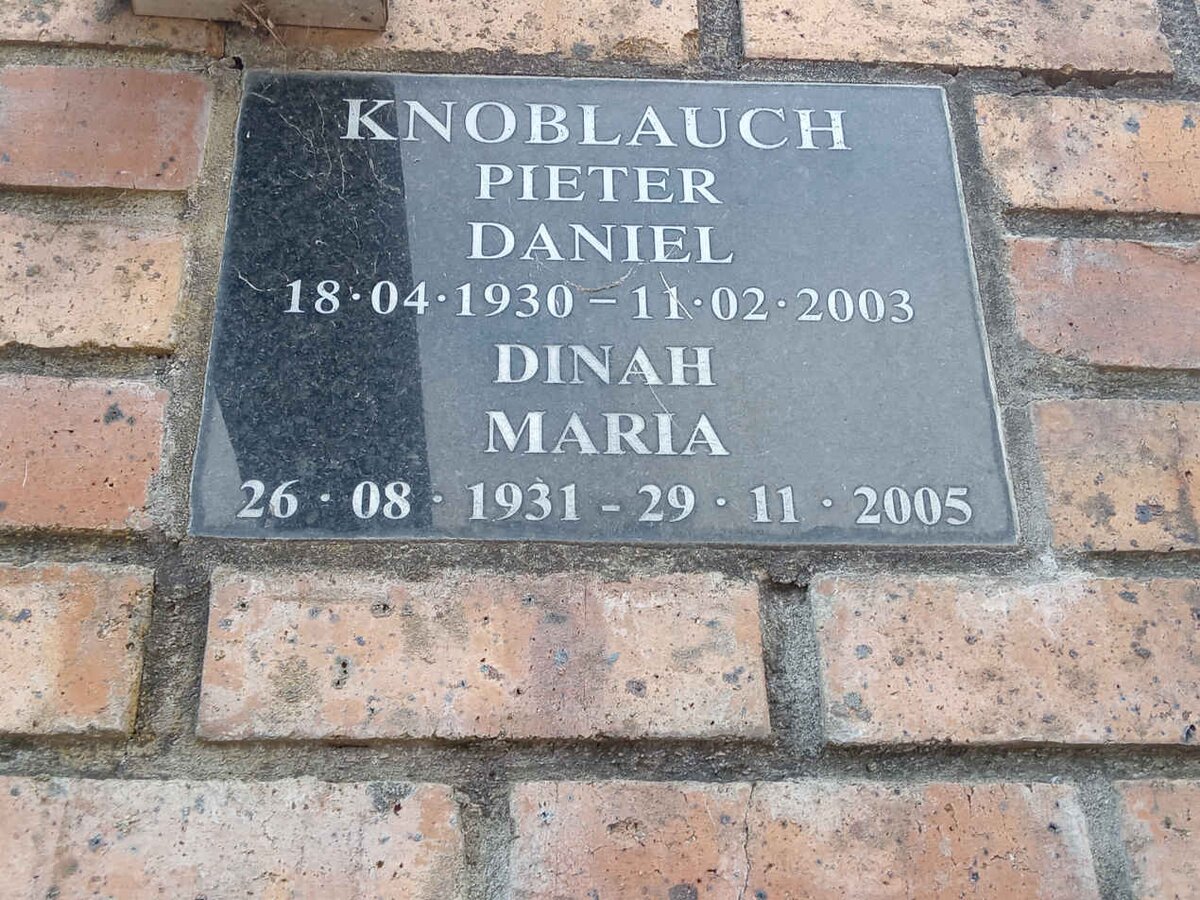 KNOBLAUCH
PIETER
DANIEL
18·04·1930 – 11·02·2003
DINAH
MARIA
26 · 08 · 1931 - 29 · 11 · 2005